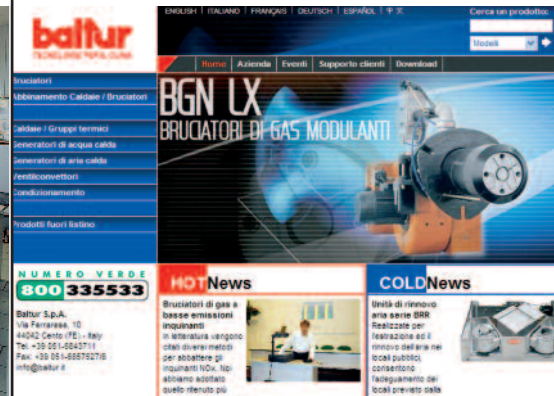 baltur
TECNOLOGIE PER IL CLIMA
ENGLISH | ITALIANO | FRANÇAIS | DEUTSCH | ESPAÑOL | 中文
Cerca un prodotto:
Modelli
Home | Azienda | Eventi | Supporto clienti | Download
Bruciatori
Abbinamento Caldaie / Bruciatori
Caldaie / Gruppi termici
Generatori di acqua calda
Generatori di aria calda
Ventilconvettori
Condizionamento
Prodotti fuori listino
BGN LX
BRUCIATORI DI GAS MODULANTI
NUMERO VERDE
800 335533
Baltur S.p.A.
Via Ferrarese, 10
44042 Cento (FE) - Italy
Tel. +39 051-6843711
Fax: +39 051-6857527/8
info@baltur.it
HOTNews
Bruciatori di gas a
basse emissioni
inquinanti
In letteratura vengono
citati diversi metodi
per abbattere gli
inquinanti NOx. Noi
abbiamo adottato
quello ritenuto più
COLDNews
Unità di rinnovo
aria serie BRR
Realizzate per
l'estrazione ed il
rinnovo dell'aria nei
locali pubblici,
consentono
l'adeguamento dei
locali previsto dalla